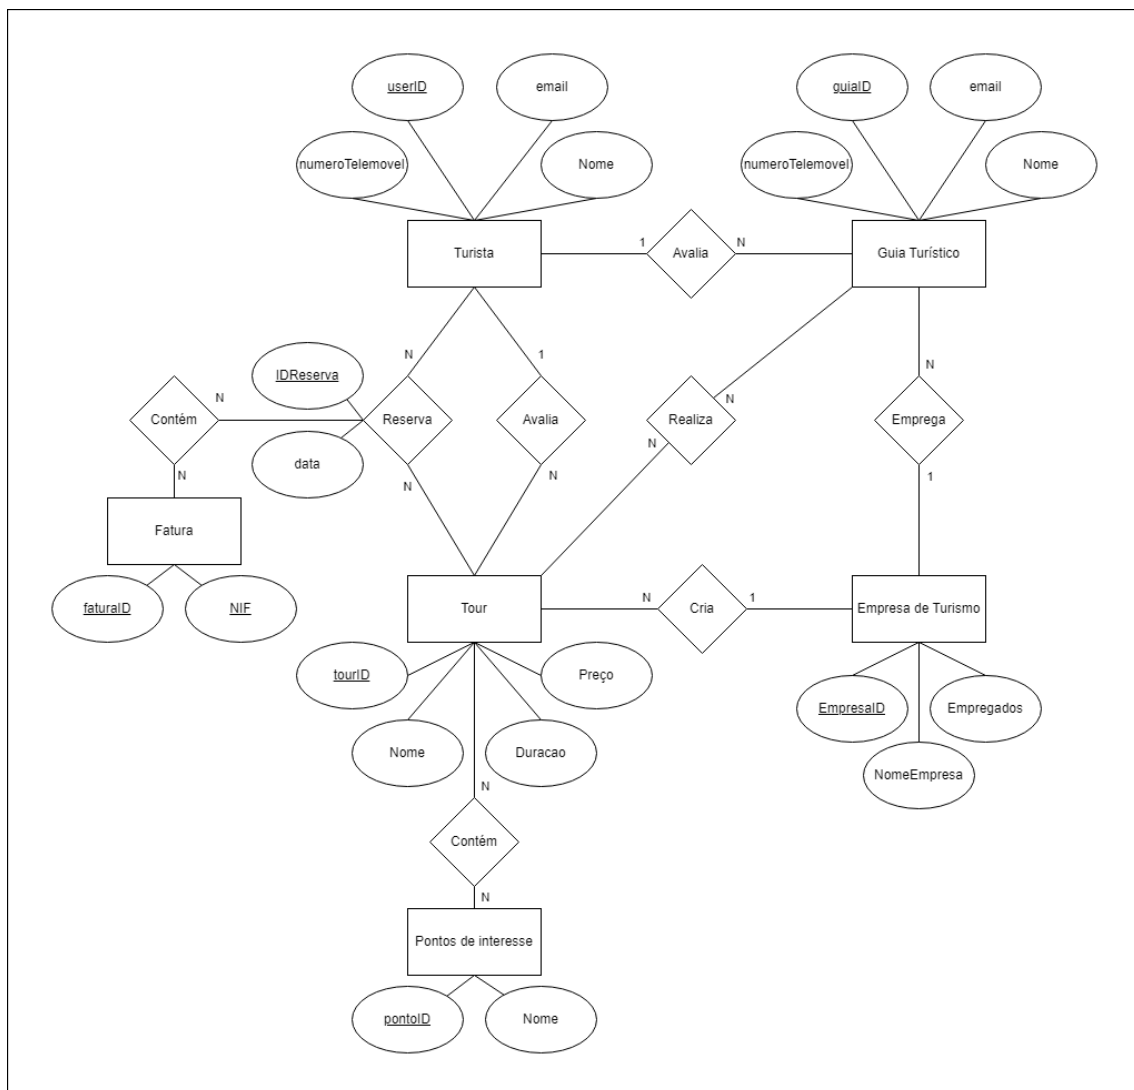 userID
email
guiaID
email
numeroTelemovel
Nome
numeroTelemovel
Nome
Turista
1
Avalia
N
Guia Turístico
N
1
N
IDReserva
N
N
Contém
Reserva
Avalia
Realiza
Emprega
N
data
N
N
N
1
Fatura
faturaID
NIF
Tour
N
Cria
1
Empresa de Turismo
tourID
Preço
EmpresaID
Empregados
Nome
Duracao
NomeEmpresa
N
Contém
N
Pontos de interesse
pontoID
Nome